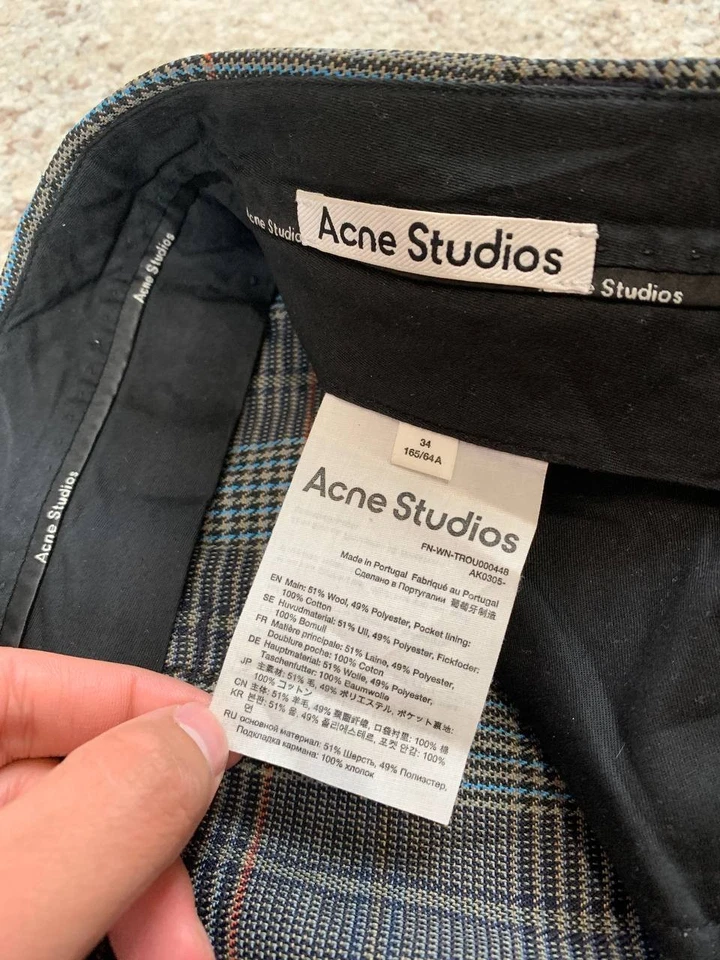 Acne Studios
Acne Studios
Acne Studios
Acne Studios
Studios
34
165/64A
Acne Studios
FN-WN-TROU000448
AK0305-
Made in Portugal Fabriqué au Portugal
Сделано в Португалии 葡萄牙制造
EN Main: 51% Wool, 49% Polyester, Pocket lining:
100% Cotton
SE Huvudmaterial: 51% Ull, 49% Polyester, Fickfoder:
100% Bomull
FR Matière principale: 51% Laine, 49% Polyester,
Doublure poche: 100% Coton
DE Hauptmaterial: 51% Wolle, 49% Polyester,
Taschenfutter: 100% Baumwolle
JP 主素材: 51% 毛, 49% ポリエステル, ポケット裏地:
100% コットン
CN 主体: 51% 羊毛, 49% 聚酯纤维, 口袋衬里: 100% 棉
KR 본판: 51% 울, 49% 폴리에스테르, 포켓 안감: 100%
면
RU основной материал: 51% Шерсть, 49% Полиэстер,
Подкладка кармана: 100% хлопок